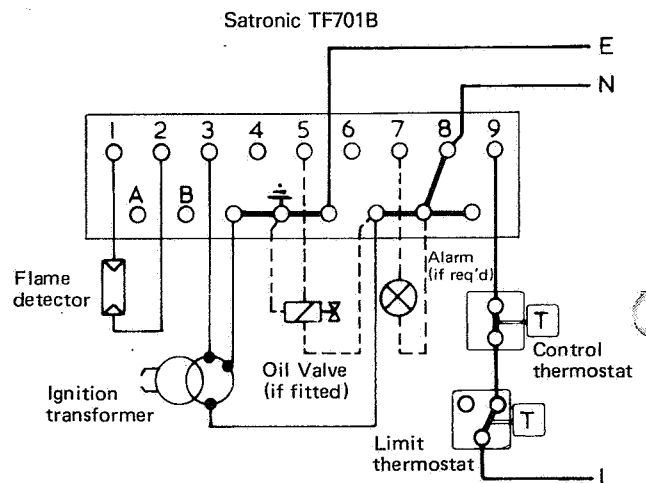 Satronic TF701B
E
N
1 2 3 4 5 6 7 8 9
A B
Flame
detector
Alarm
(if req'd)
T
Control
thermostat
Oil Valve
(if fitted)
Ignition
transformer
T
Limit
thermostat